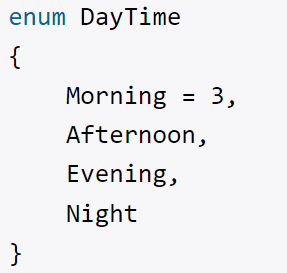 enum DayTime
{
    Morning = 3,
    Afternoon,
    Evening,
    Night
}